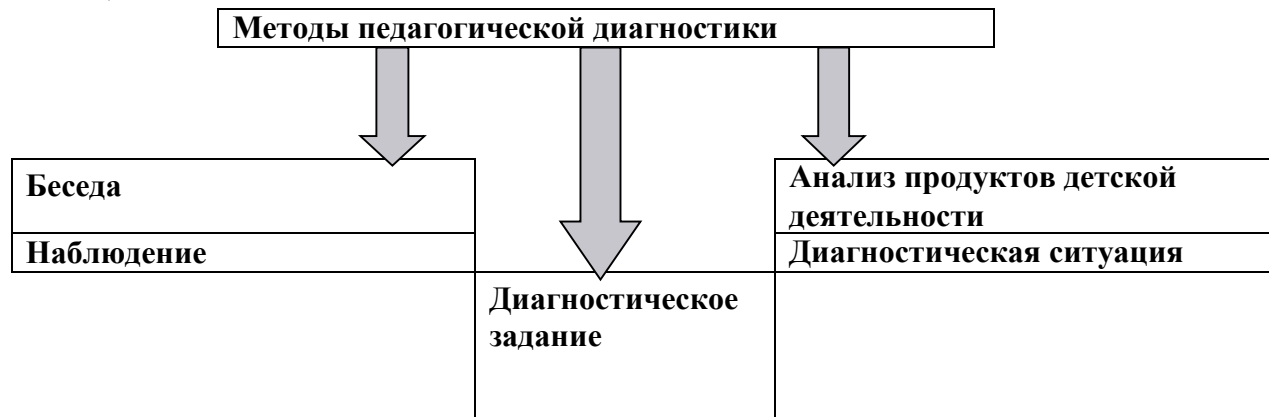 Методы педагогической диагностики
Беседа
Наблюдение
Диагностическое
задание
Анализ продуктов детской
деятельности
Диагностическая ситуация